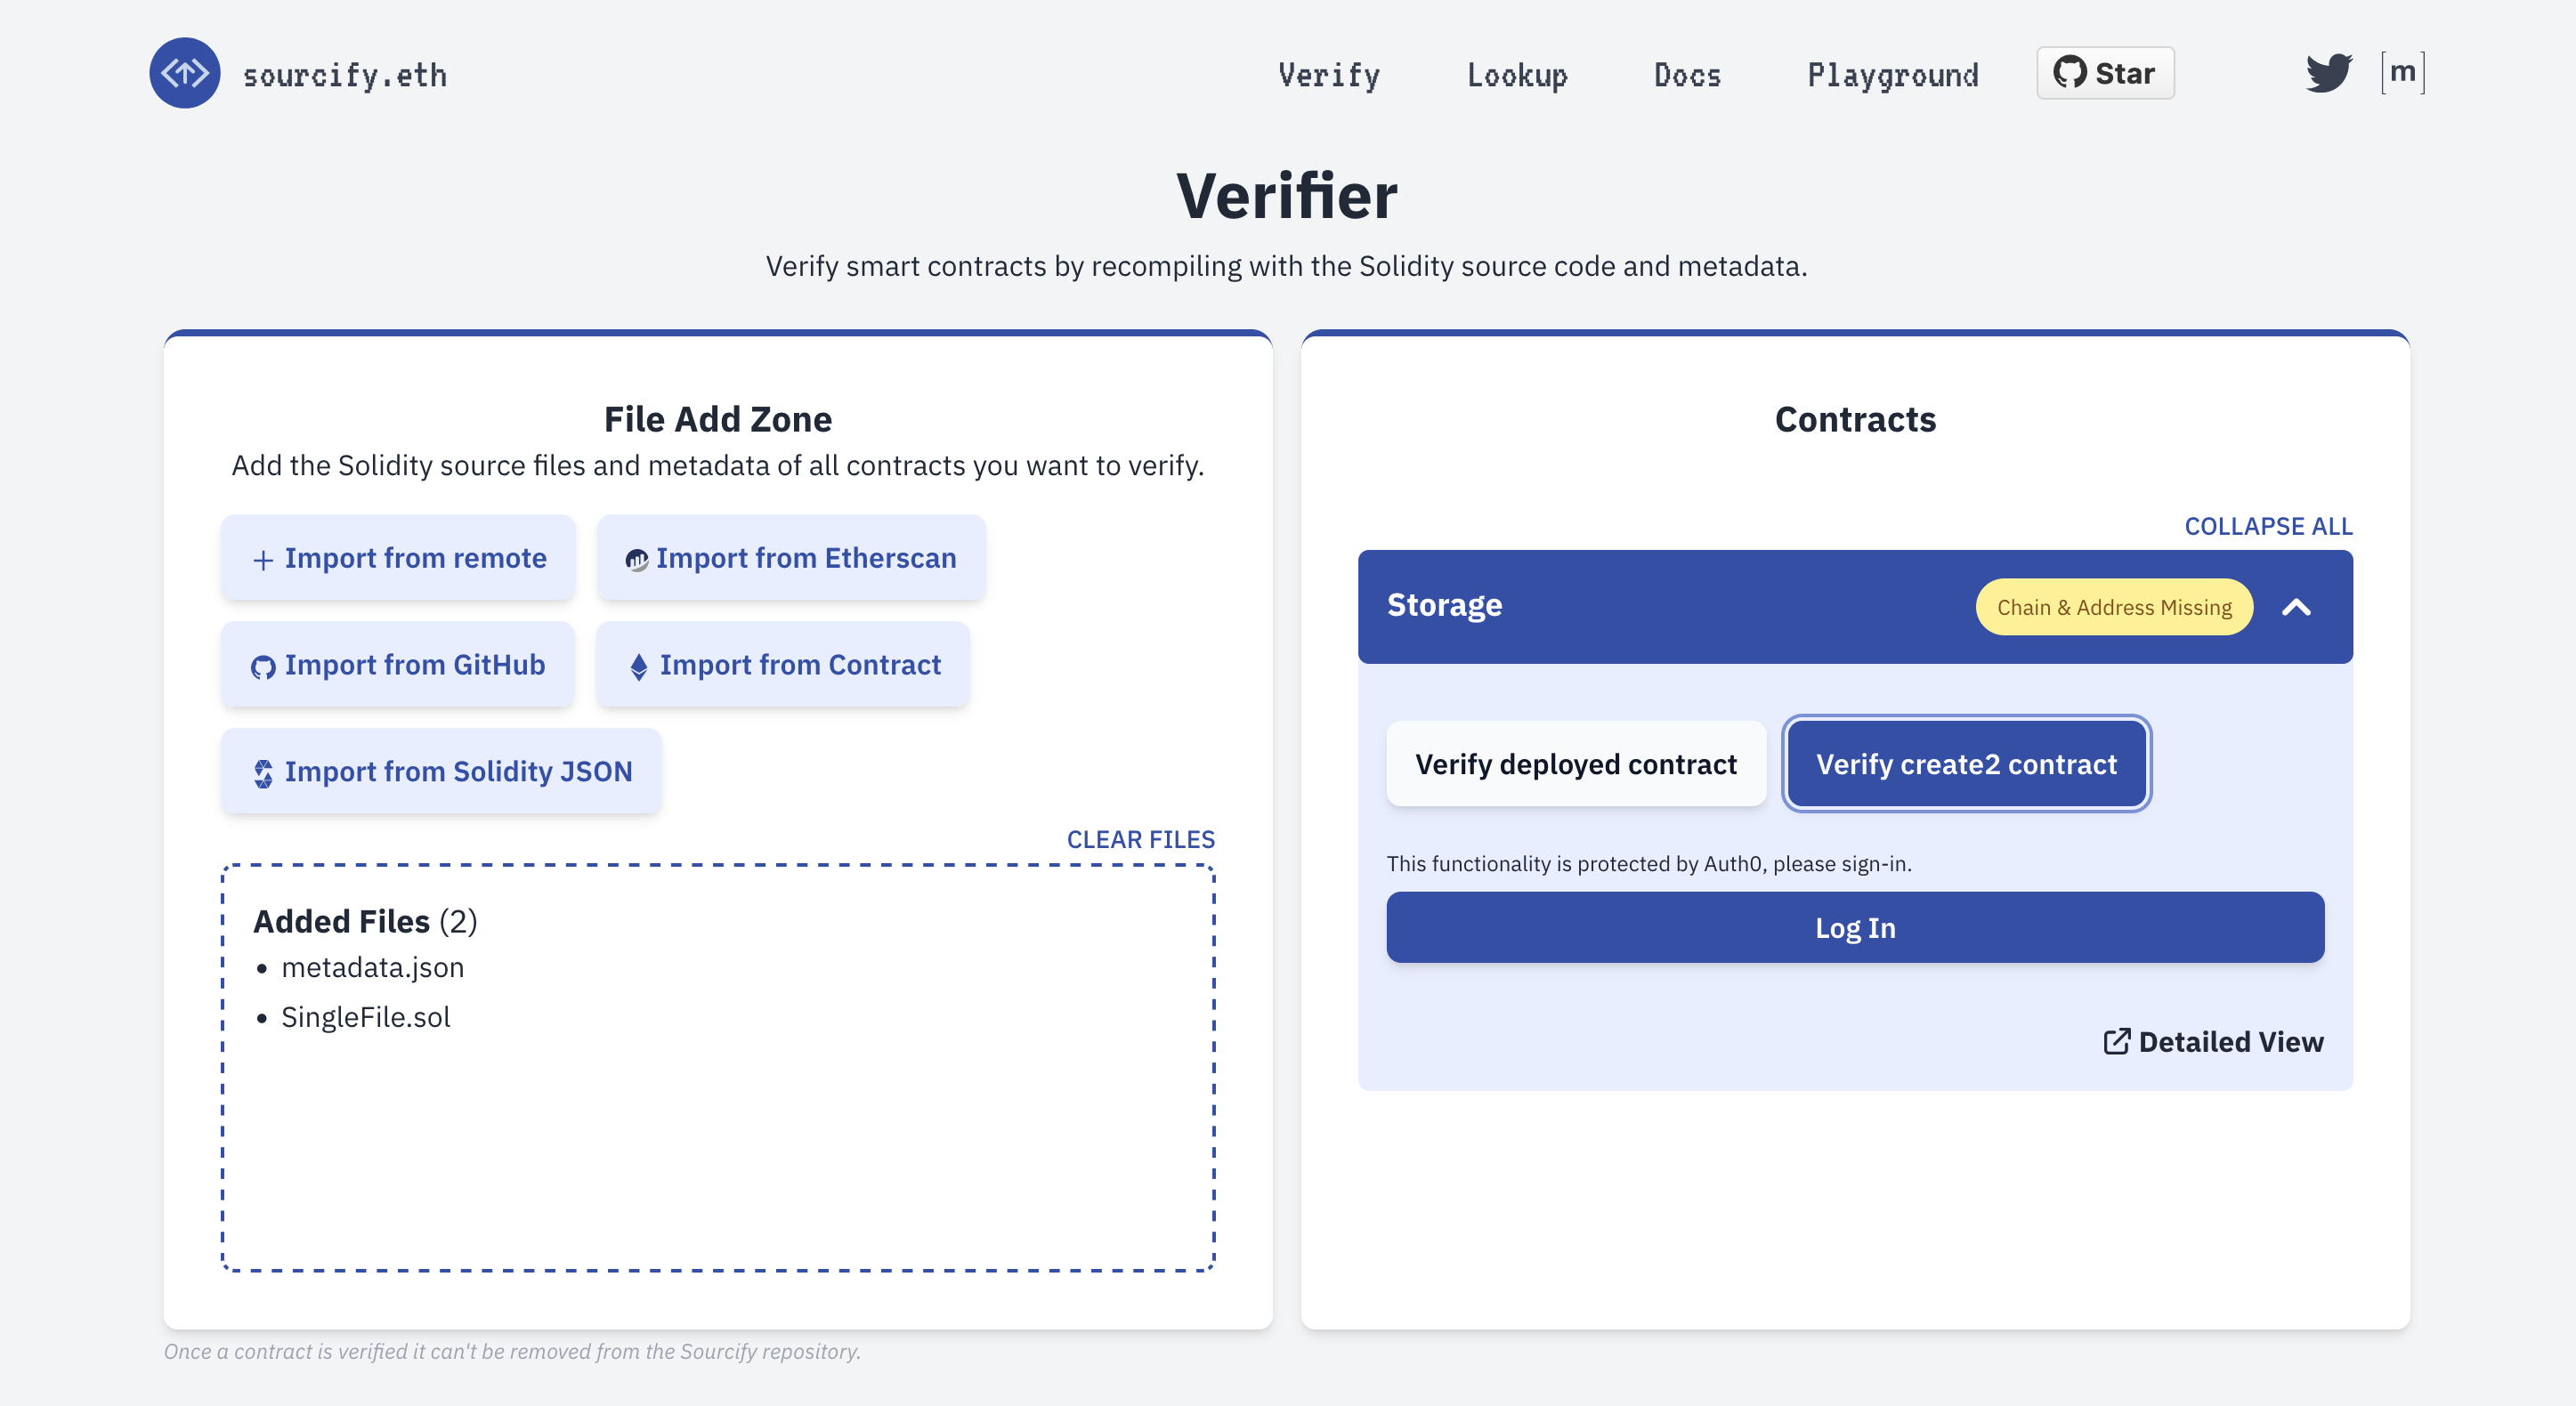 sourcify.eth
Verify
Lookup
Docs
Playground
Star
[m]
Verifier
Verify smart contracts by recompiling with the Solidity source code and metadata.
File Add Zone
Add the Solidity source files and metadata of all contracts you want to verify.
Import from remote
Import from Etherscan
Import from GitHub
Import from Contract
Import from Solidity JSON
CLEAR FILES
Added Files (2)
• metadata.json
• SingleFile.sol
Contracts
COLLAPSE ALL
Storage
Chain & Address Missing
Verify deployed contract
Verify create2 contract
This functionality is protected by Auth0, please sign-in.
Log In
Detailed View
Once a contract is verified it can't be removed from the Sourcify repository.